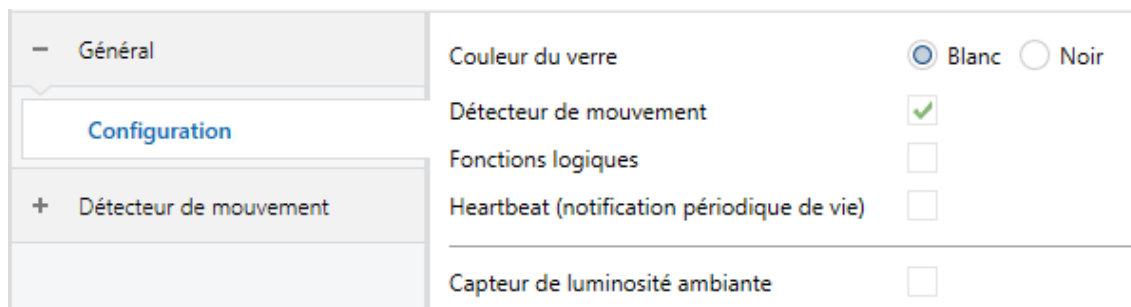 Général
Configuration
Détecteur de mouvement
Couleur du verre Blanc Noir
Détecteur de mouvement
Fonctions logiques
Heartbeat (notification périodique de vie)
Capteur de luminosité ambiante